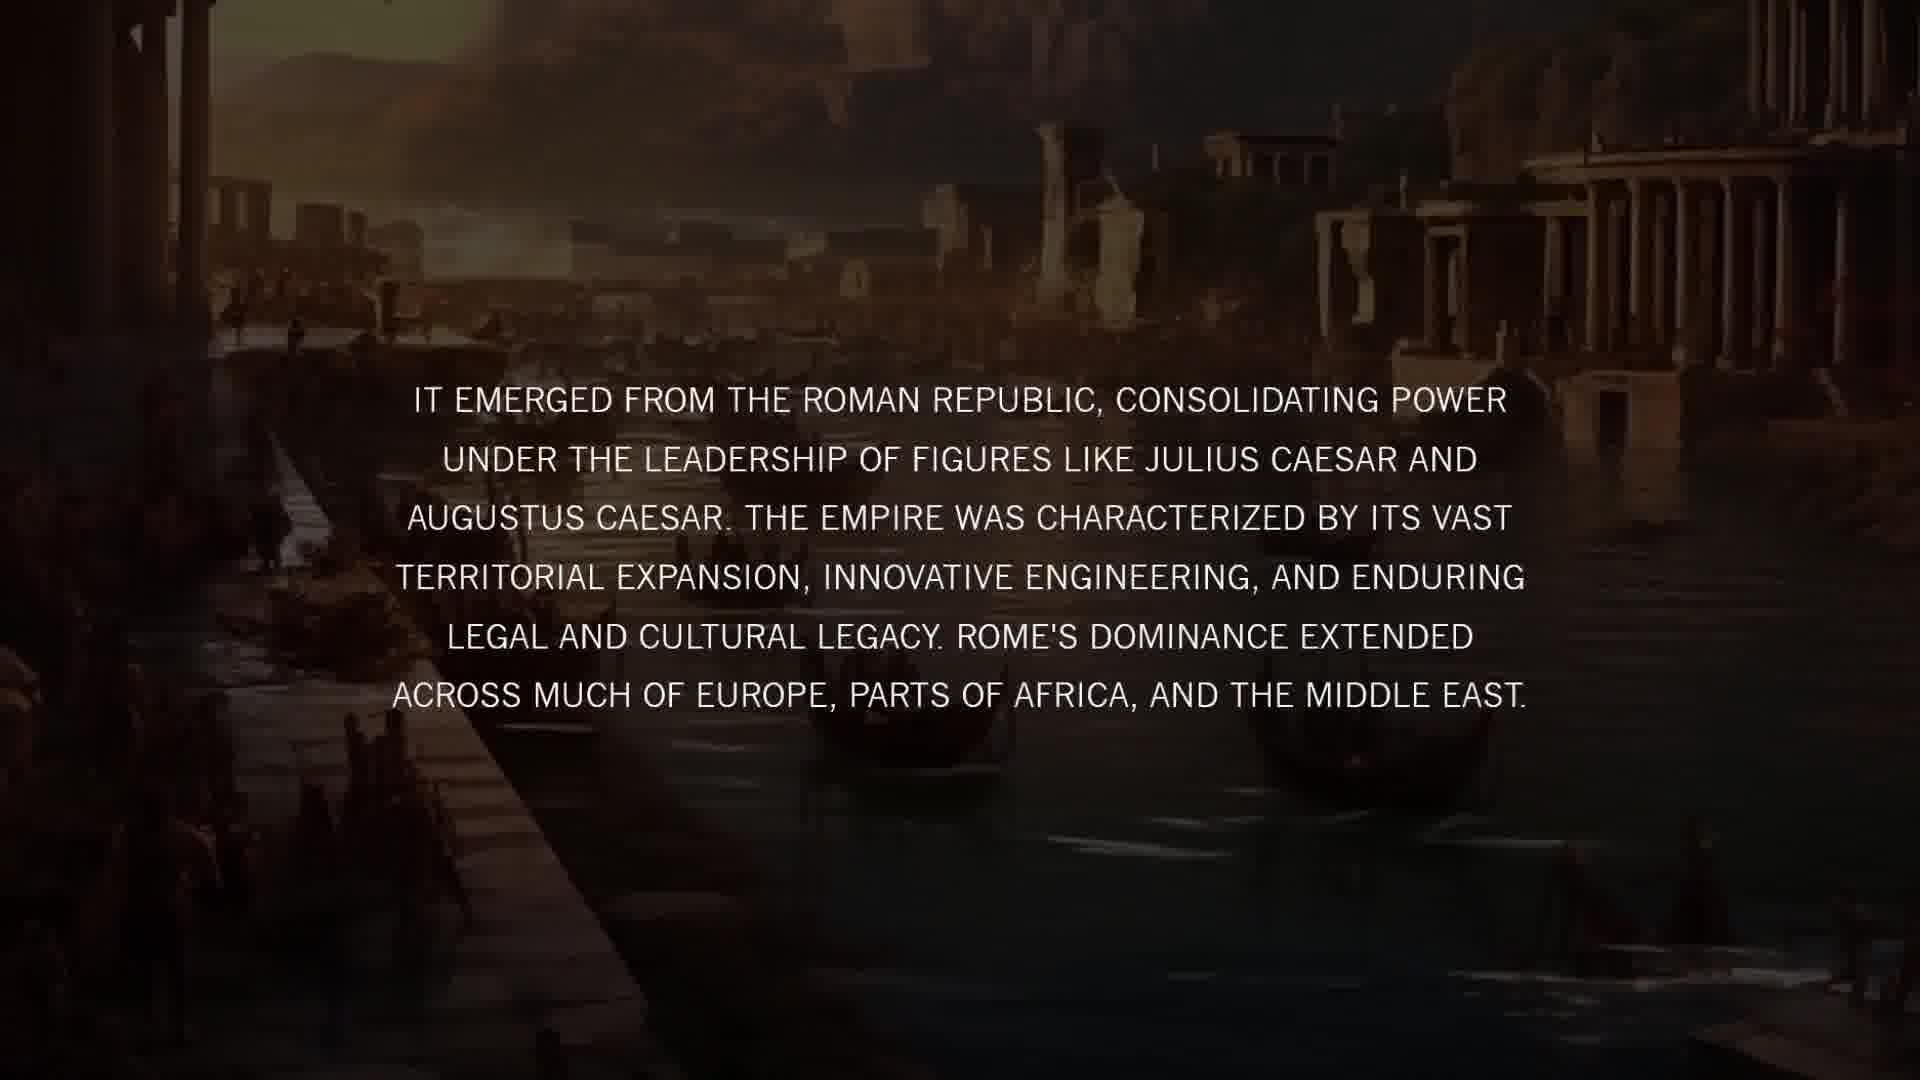 IT EMERGED FROM THE ROMAN REPUBLIC, CONSOLIDATING POWER
UNDER THE LEADERSHIP OF FIGURES LIKE JULIUS CAESAR AND
AUGUSTUS CAESAR. THE EMPIRE WAS CHARACTERIZED BY ITS VAST
TERRITORIAL EXPANSION, INNOVATIVE ENGINEERING, AND ENDURING
LEGAL AND CULTURAL LEGACY. ROME'S DOMINANCE EXTENDED
ACROSS MUCH OF EUROPE, PARTS OF AFRICA, AND THE MIDDLE EAST.